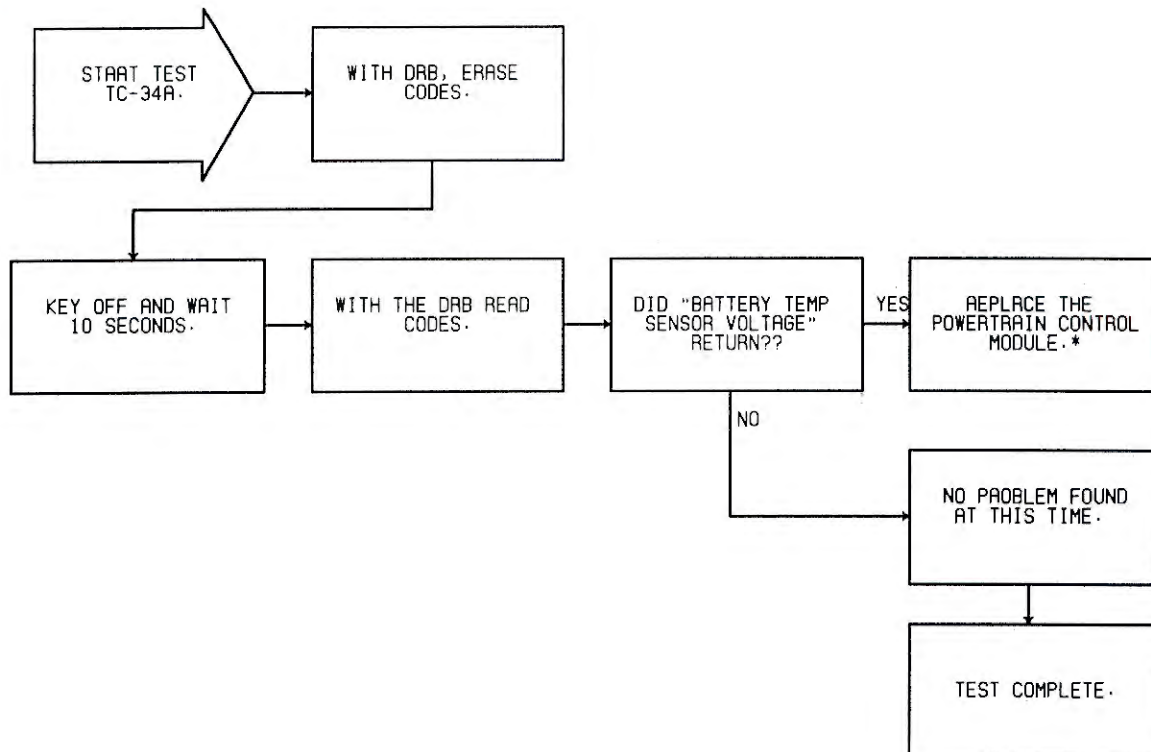 START TEST
TC-34A.
WITH DRB, ERASE
CODES.
KEY OFF AND WAIT
10 SECONDS.
WITH THE DRB READ
CODES.
DID "BATTERY TEMP
SENSOR VOLTAGE"
RETURN??
YES
REPLACE THE
POWERTRAIN CONTROL
MODULE.*
NO
NO PROBLEM FOUND
AT THIS TIME.
TEST COMPLETE.